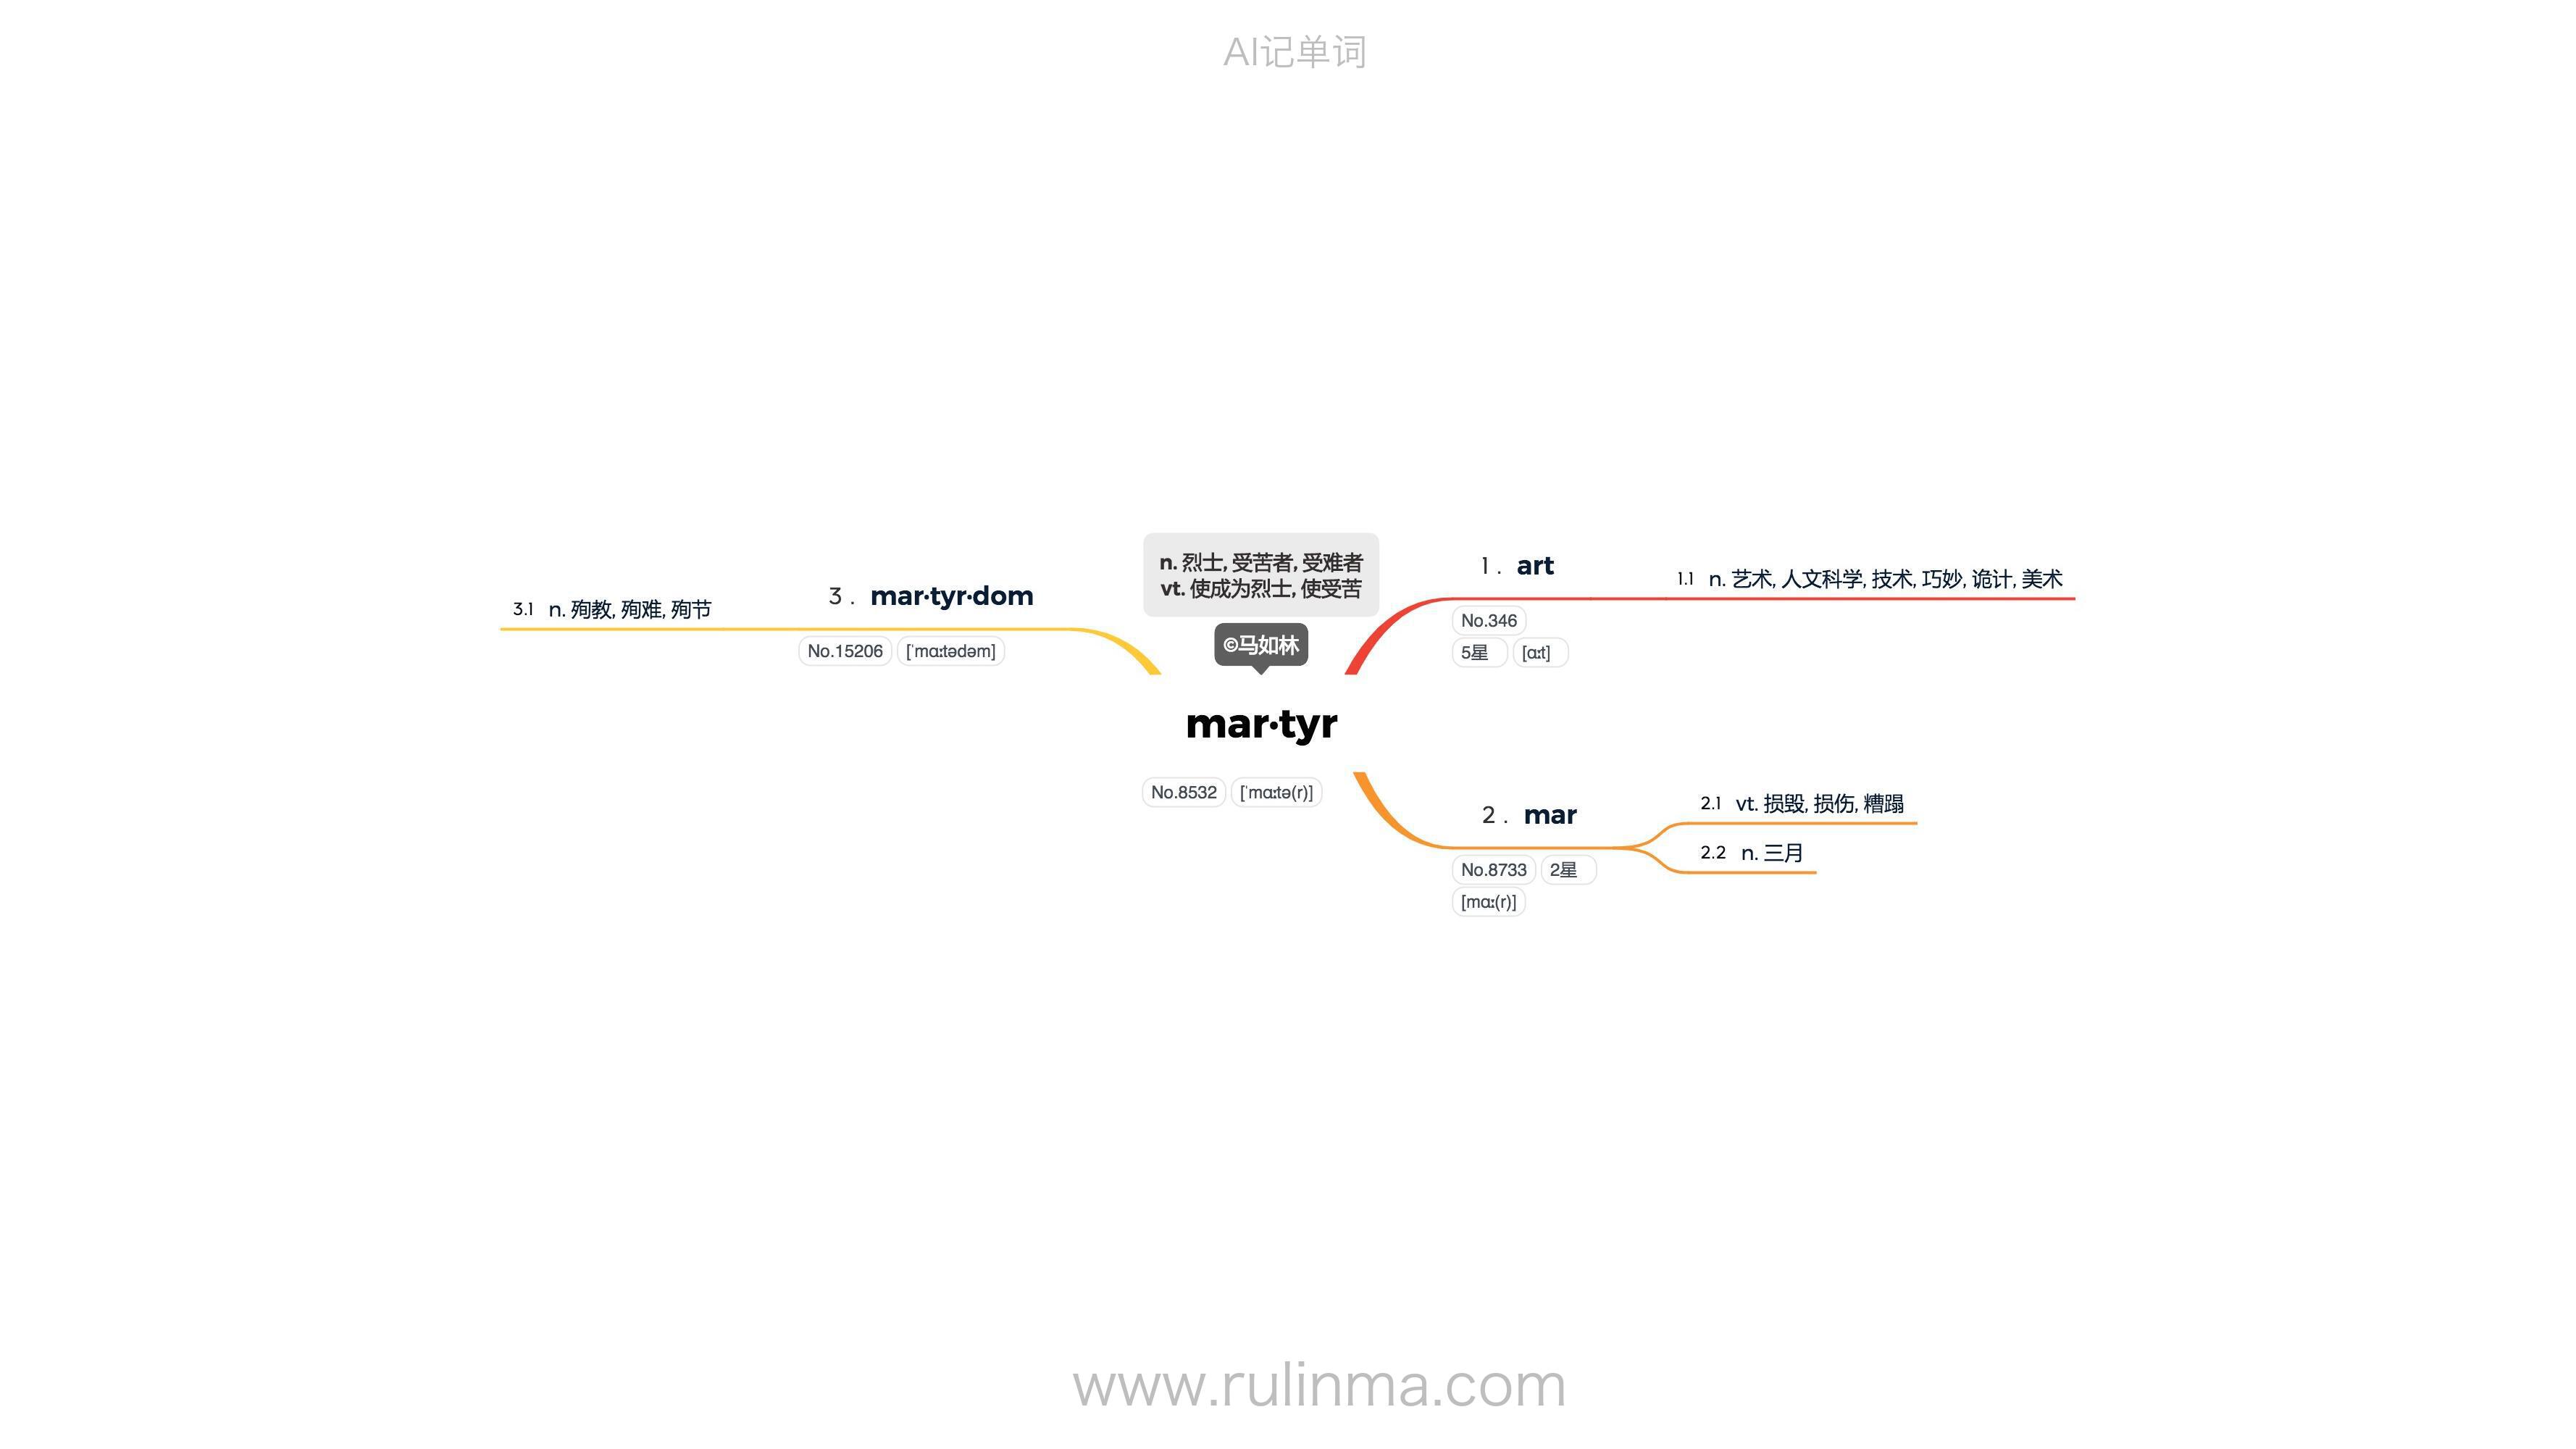 AI记单词
n. 烈士, 受苦者, 受难者
vt. 使成为烈士, 使受苦
©马如林
mar·tyr
No.8532 [ˈmɑːtə(r)]
1. art
No.346
5星 [ɑːt]
1.1 n. 艺术, 人文科学, 技术, 巧妙, 诡计, 美术
2. mar
No.8733 2星
[mɑː(r)]
2.1 vt. 损毁, 损伤, 糟蹋
2.2 n. 三月
3. mar·tyr·dom
No.15206 [ˈmɑːtədəm]
3.1 n. 殉教, 殉难, 殉节
www.rulinma.com